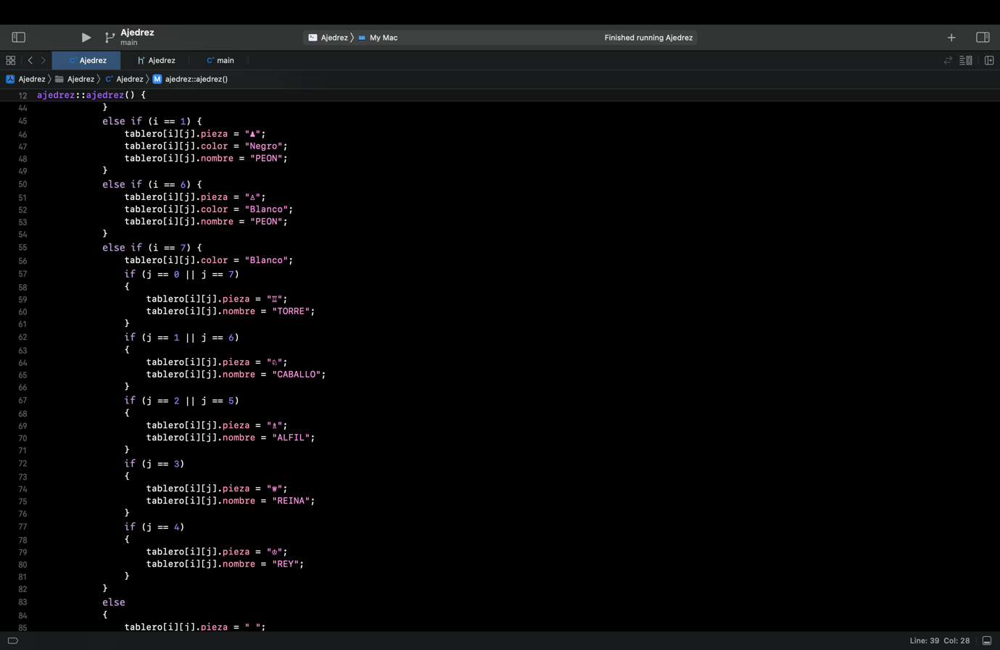 Ajedrez
main
Ajedrez 〉 My Mac
Finished running Ajedrez
Ajedrez
Ajedrez
main
Ajedrez 〉 Ajedrez 〉 Ajedrez 〉 M ajedrez::ajedrez()
12 ajedrez::ajedrez() {
44 }
45 else if (i == 1) {
46 tablero[i][j].pieza = "♟";
47 tablero[i][j].color = "Negro";
48 tablero[i][j].nombre = "PEON";
49 }
50 else if (i == 6) {
51 tablero[i][j].pieza = "♙";
52 tablero[i][j].color = "Blanco";
53 tablero[i][j].nombre = "PEON";
54 }
55 else if (i == 7) {
56 tablero[i][j].color = "Blanco";
57 if (j == 0 || j == 7)
58 {
59 tablero[i][j].pieza = "♖";
60 tablero[i][j].nombre = "TORRE";
61 }
62 if (j == 1 || j == 6)
63 {
64 tablero[i][j].pieza = "♘";
65 tablero[i][j].nombre = "CABALLO";
66 }
67 if (j == 2 || j == 5)
68 {
69 tablero[i][j].pieza = "♗";
70 tablero[i][j].nombre = "ALFIL";
71 }
72 if (j == 3)
73 {
74 tablero[i][j].pieza = "♕";
75 tablero[i][j].nombre = "REINA";
76 }
77 if (j == 4)
78 {
79 tablero[i][j].pieza = "♔";
80 tablero[i][j].nombre = "REY";
81 }
82 }
83 else
84 {
85 tablero[i][j].pieza = " ";
Line: 39 Col: 28